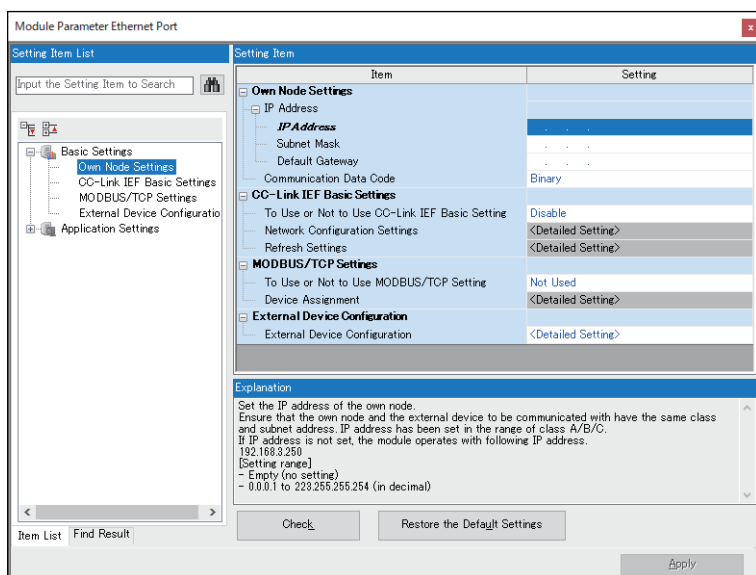 Module Parameter Ethernet Port
x
Setting Item List
Input the Setting Item to Search
Basic Settings
Own Node Settings
CC-Link IEF Basic Settings
MODBUS/TCP Settings
External Device Configuratio
Application Settings
Item List
Find Result
Setting Item
Item Setting
Own Node Settings
IP Address
IP Address . . .
Subnet Mask . . .
Default Gateway . . .
Communication Data Code Binary
CC-Link IEF Basic Settings
To Use or Not to Use CC-Link IEF Basic Setting Disable
Network Configuration Settings <Detailed Setting>
Refresh Settings <Detailed Setting>
MODBUS/TCP Settings
To Use or Not to Use MODBUS/TCP Setting Not Used
Device Assignment <Detailed Setting>
External Device Configuration
External Device Configuration <Detailed Setting>
Explanation
Set the IP address of the own node.
Ensure that the own node and the external device to be communicated with have the same class
and subnet address. IP address has been set in the range of class A/B/C.
If IP address is not set, the module operates with following IP address.
192.168.3.250
[Setting range]
- Empty (no setting)
- 0.0.0.1 to 223.255.255.254 (in decimal)
Check
Restore the Default Settings
Apply